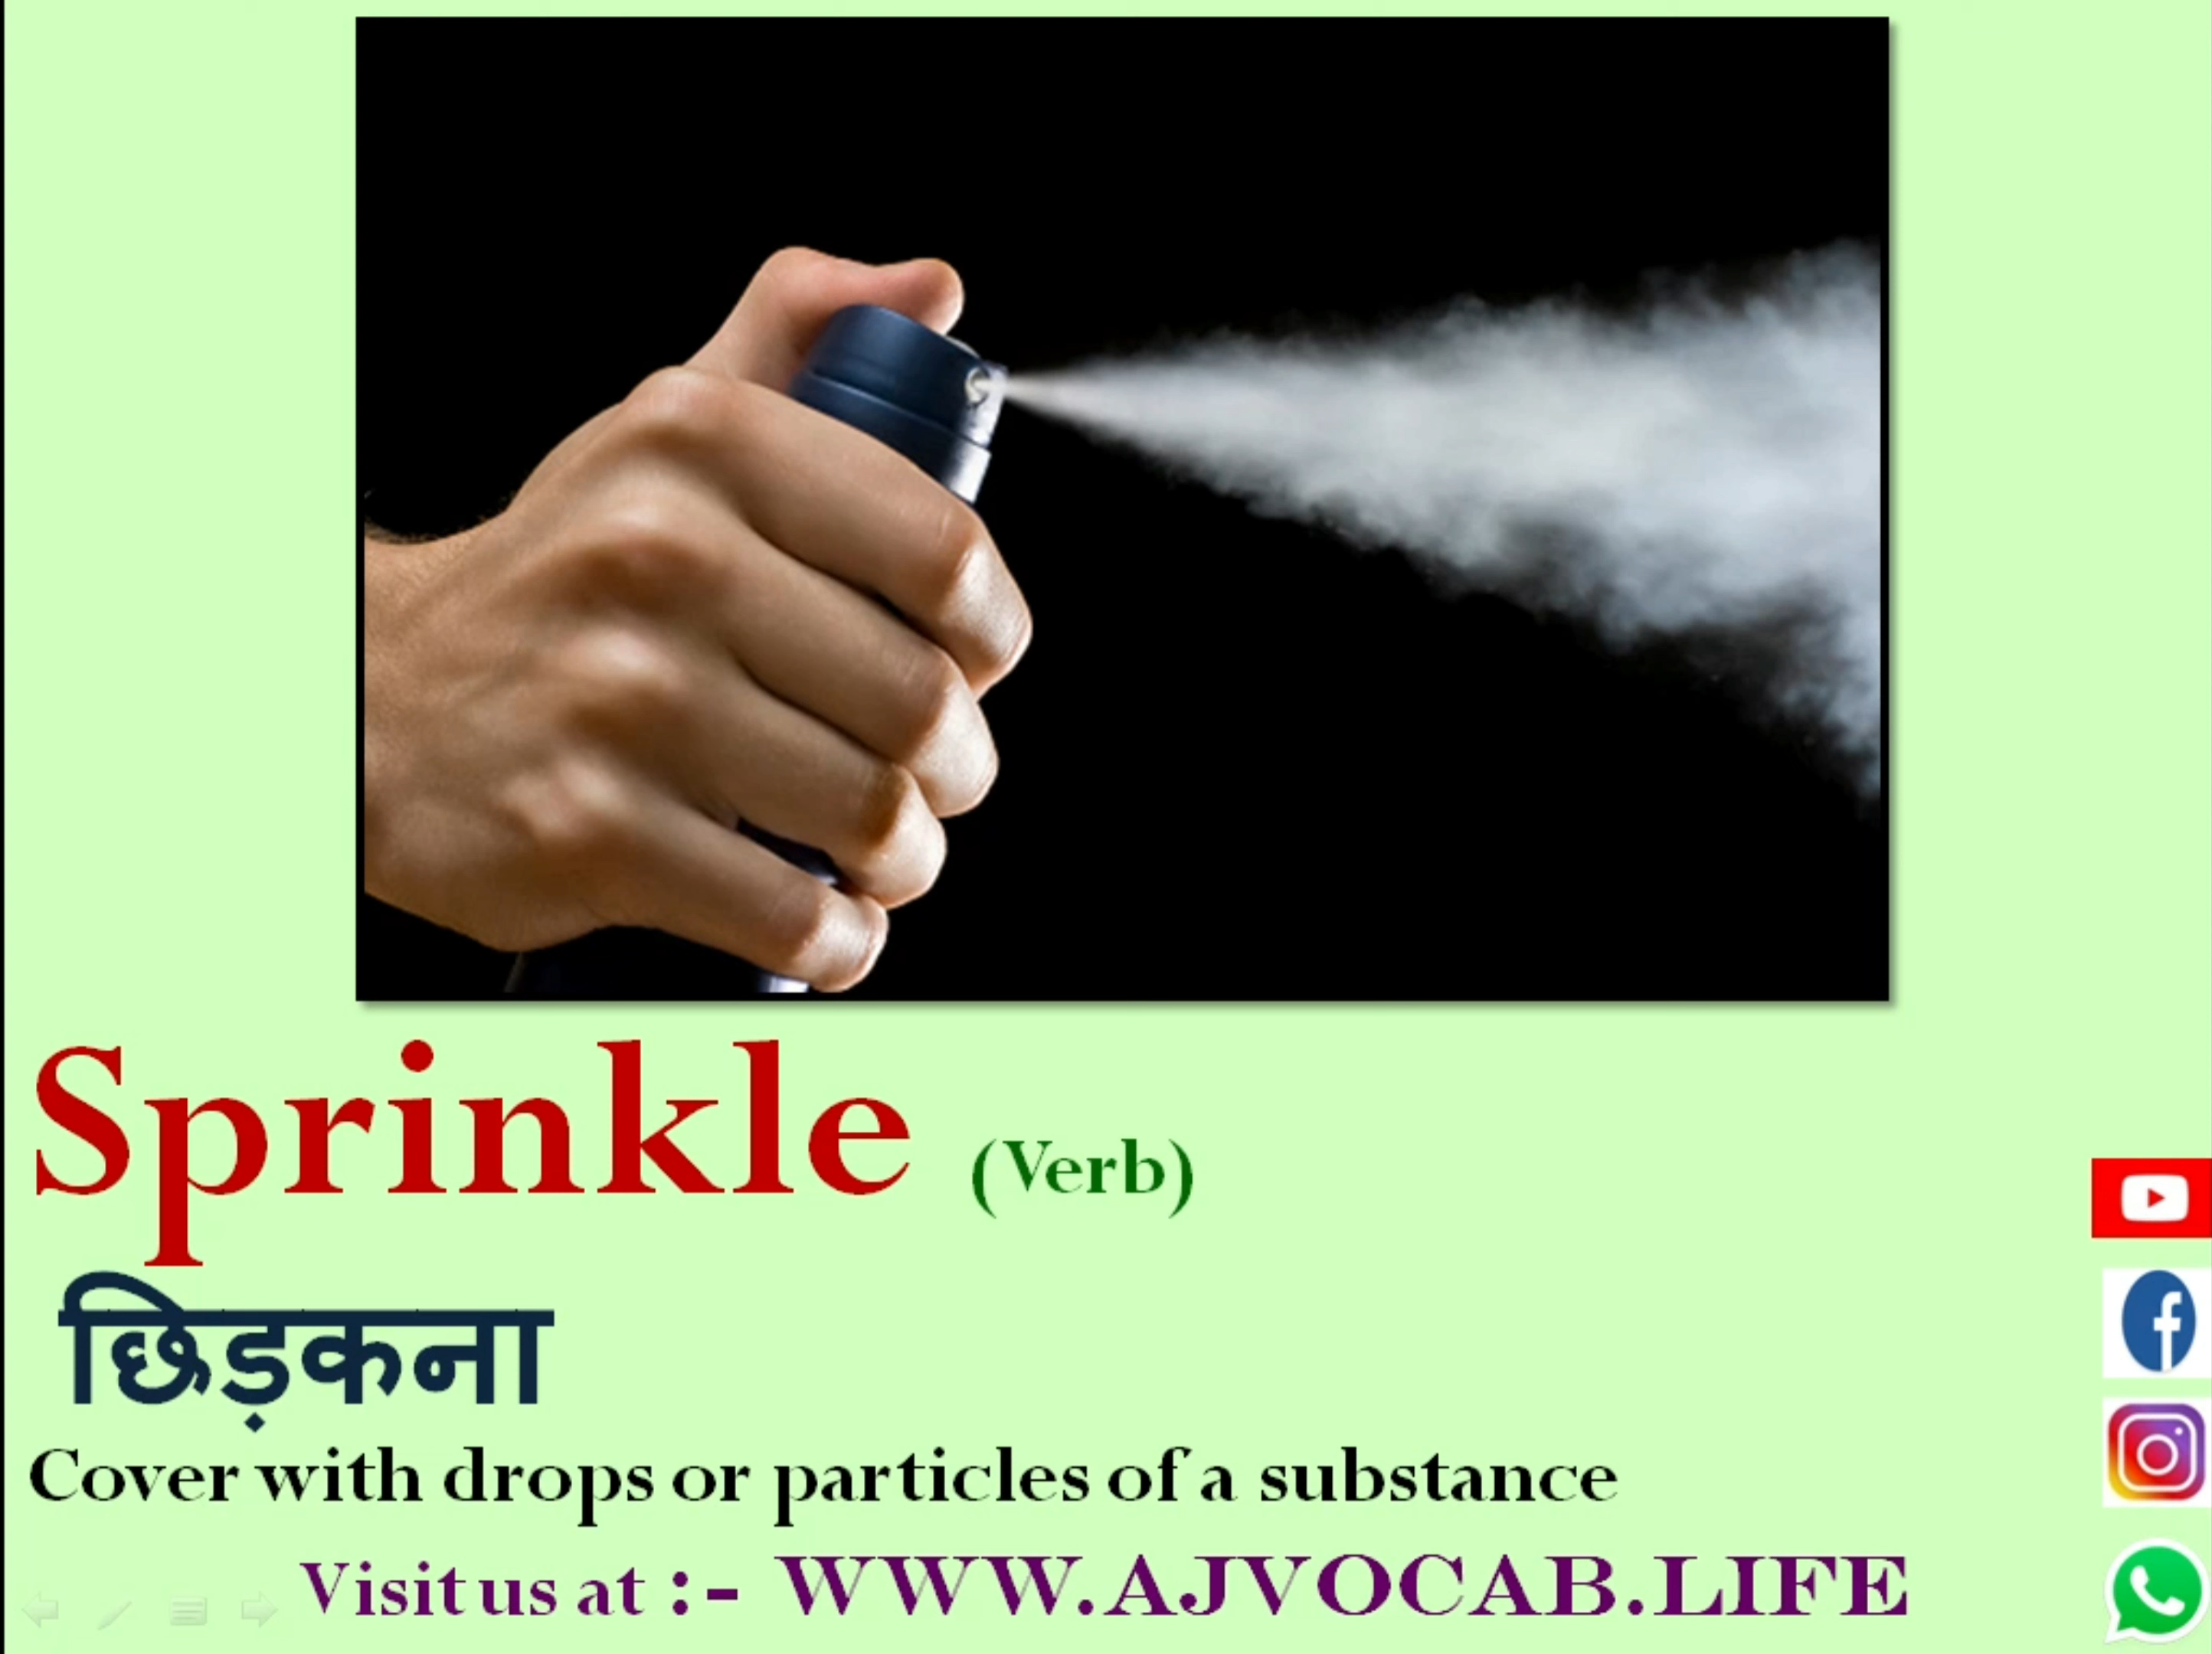 Sprinkle (Verb)
छिड़कना
Cover with drops or particles of a substance
Visit us at :- WWW.AJVOCAB.LIFE